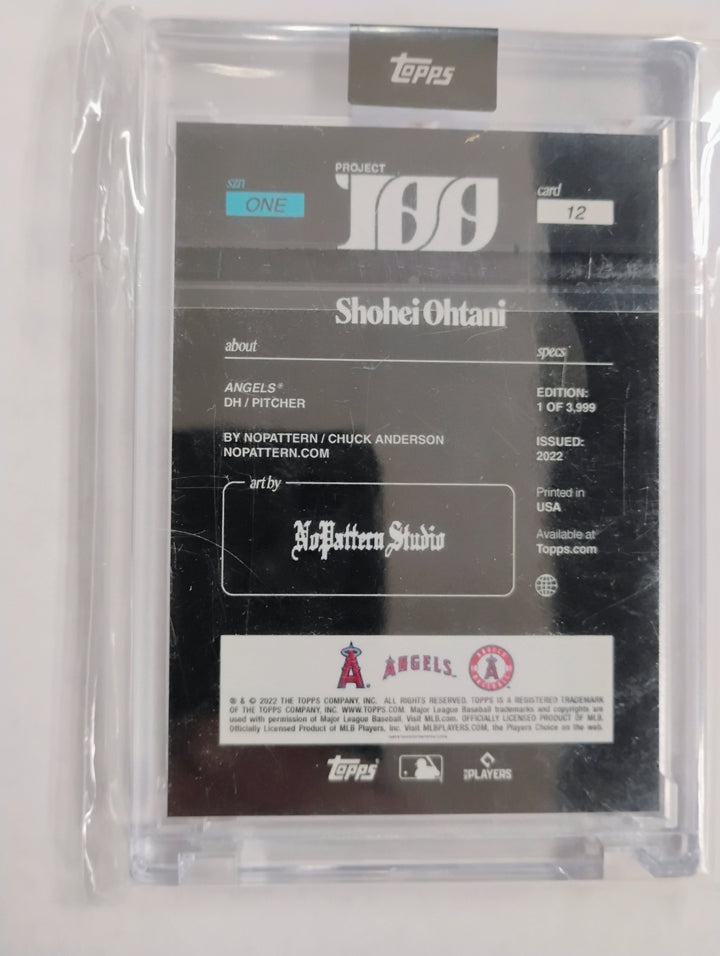 topps
PROJECT
100
szn
ONE
card
12
Shohei Ohtani
about
specs
ANGELS®
DH / PITCHER
EDITION:
1 OF 3,999
BY NOPATTERN / CHUCK ANDERSON
NOPATTERN.COM
ISSUED:
2022
art by
NoPattern Studio
Printed in
USA
Available at
Topps.com
A
ANGELS
A
® & © 2022 THE TOPPS COMPANY, INC. ALL RIGHTS RESERVED. TOPPS IS A REGISTERED TRADEMARK
OF THE TOPPS COMPANY, INC. WWW.TOPPS.COM. Major League Baseball trademarks and copyrights are
used with permission of Major League Baseball. Visit MLB.com. OFFICIALLY LICENSED PRODUCT OF MLB.
Officially Licensed Product of MLB Players, Inc. Visit MLBPLAYERS.COM, the Players Choice on the web.
topps
PLAYERS